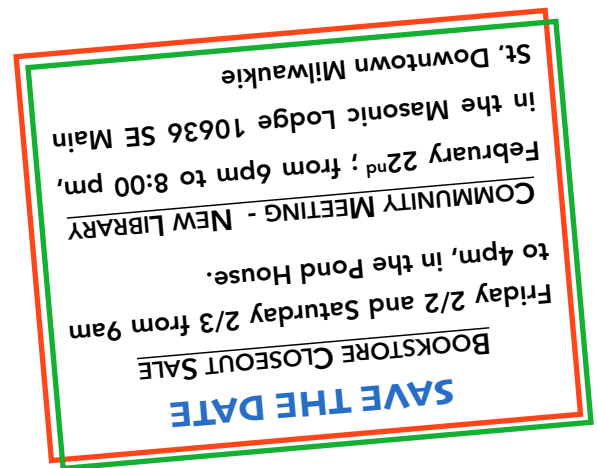 SAVE THE DATE
BOOKSTORE CLOSEOUT SALE
Friday 2/2 and Saturday 2/3 from 9am
to 4pm, in the Pond House.
COMMUNITY MEETING - NEW LIBRARY
February 22nd ; from 6pm to 8:00 pm,
in the Masonic Lodge 10636 SE Main
St. Downtown Milwaukie